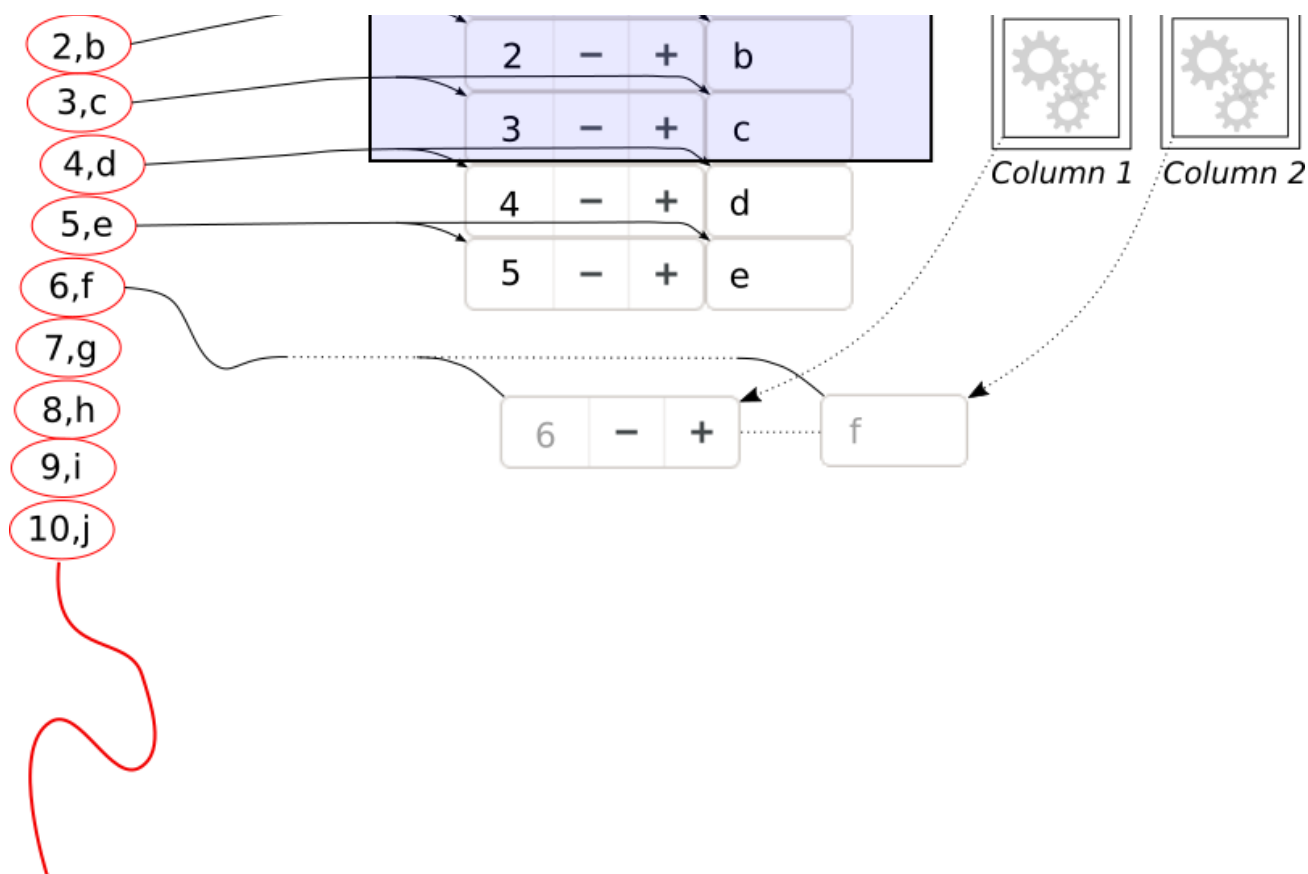 2,b
2 − + b
3,c
3 − + c
4,d
Column 1 Column 2
4 − + d
5,e
5 − + e
6,f
7,g
8,h
6 − + f
9,i
10,j